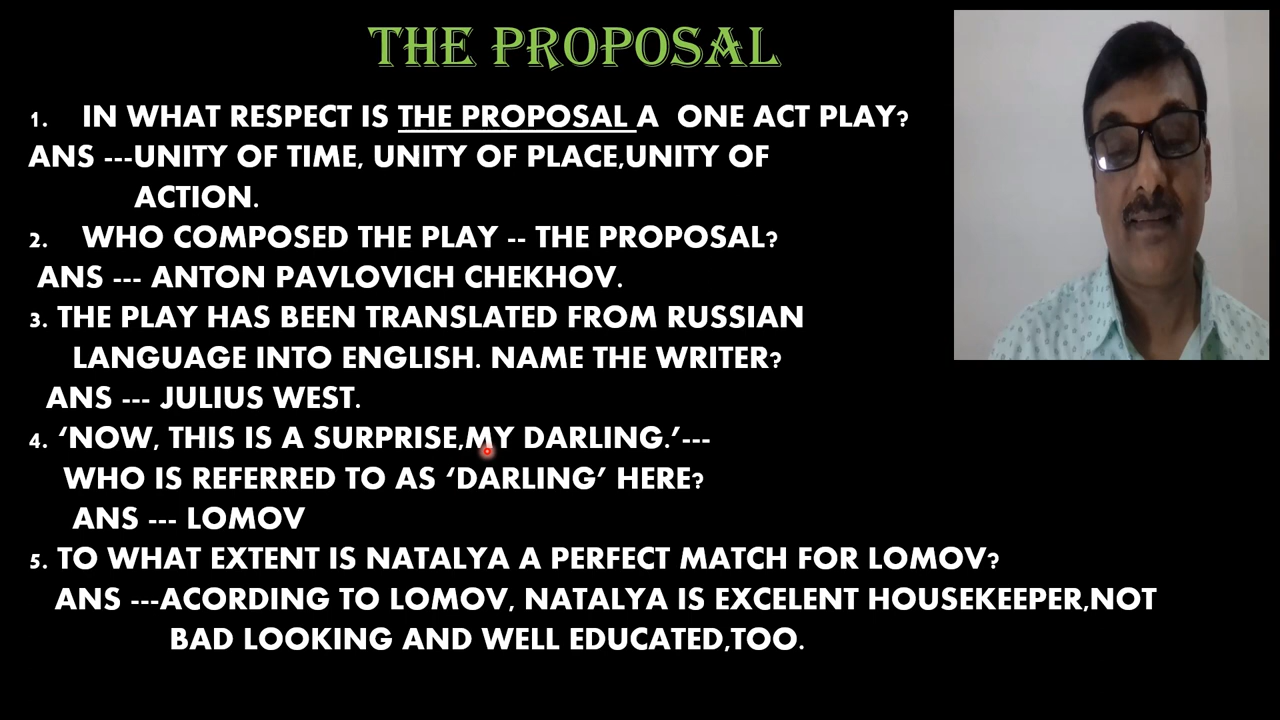 THE PROPOSAL
1. IN WHAT RESPECT IS THE PROPOSAL A ONE ACT PLAY?
ANS ---UNITY OF TIME, UNITY OF PLACE,UNITY OF
ACTION.
2. WHO COMPOSED THE PLAY -- THE PROPOSAL?
ANS --- ANTON PAVLOVICH CHEKHOV.
3. THE PLAY HAS BEEN TRANSLATED FROM RUSSIAN
LANGUAGE INTO ENGLISH. NAME THE WRITER?
ANS --- JULIUS WEST.
4. ‘NOW, THIS IS A SURPRISE,MY DARLING.’---
WHO IS REFERRED TO AS ‘DARLING’ HERE?
ANS --- LOMOV
5. TO WHAT EXTENT IS NATALYA A PERFECT MATCH FOR LOMOV?
ANS ---ACORDING TO LOMOV, NATALYA IS EXCELENT HOUSEKEEPER,NOT
BAD LOOKING AND WELL EDUCATED,TOO.